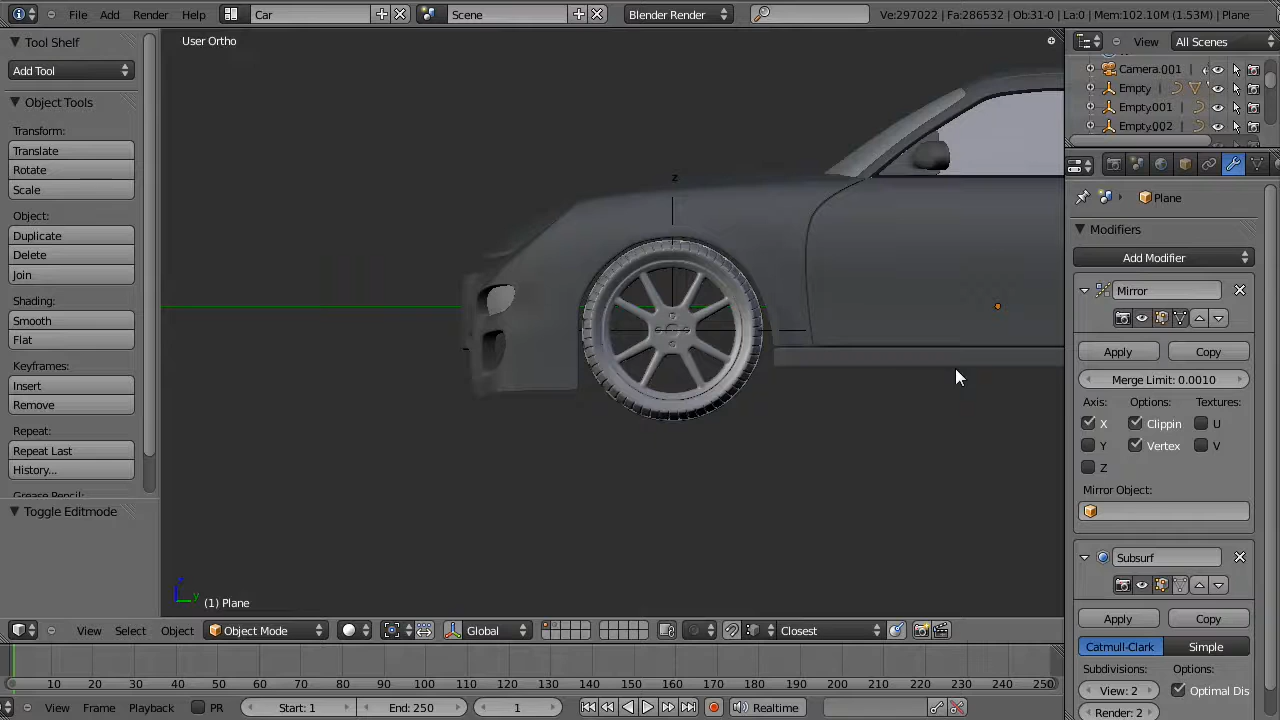 File Add Render Help Car Scene Blender Render Ve:297022 | Fa:286532 | Ob:31-0 | La:0 | Mem:102.10M (1.53M) | Plane
Tool Shelf
Add Tool
Object Tools
Transform:
Translate
Rotate
Scale
Object:
Duplicate
Delete
Join
Shading:
Smooth
Flat
Keyframes:
Insert
Remove
Repeat:
Repeat Last
History...
Toggle Editmode
User Ortho
z
y
(1) Plane
View Select Object Object Mode Global Closest
10 20 30 40 50 60 70 80 90 100 110 120 130 140 150 160 170 180 190 200 210 220 230 240 250
View Frame Playback PR Start: 1 End: 250 1 Realtime
View All Scenes
Camera.001
Empty
Empty.001
Empty.002
Plane
Modifiers
Add Modifier
Mirror
Apply Copy
Merge Limit: 0.0010
Axis: Options: Textures:
X Clippin U
Y Vertex V
Z
Mirror Object:
Subsurf
Apply Copy
Catmull-Clark Simple
Subdivisions: Options:
View: 2 Optimal Dis
Render: 2